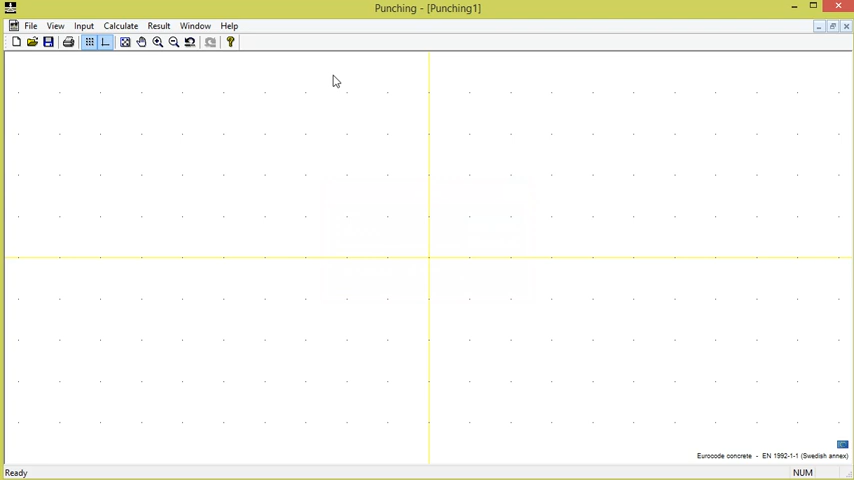 Punching - [Punching1]
File View Input Calculate Result Window Help
Eurocode concrete - EN 1992-1-1 (Swedish annex)
Ready NUM